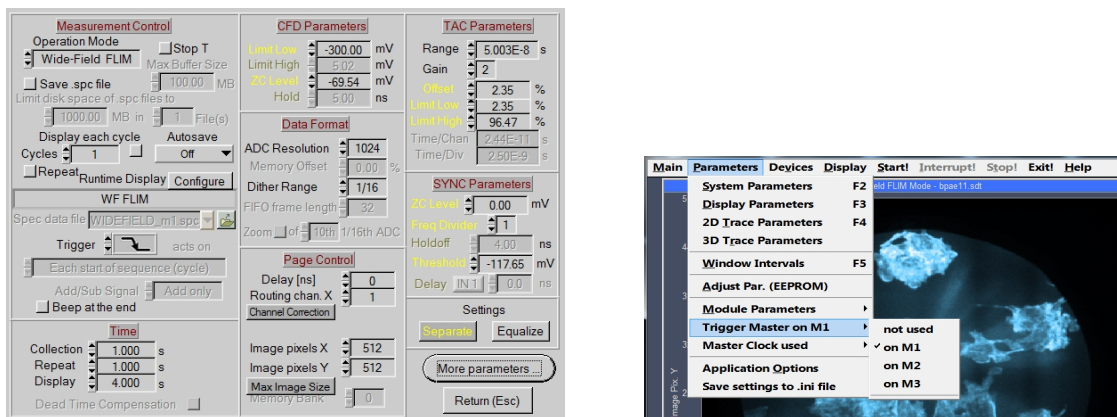 Measurement Control
Operation Mode
Wide-Field FLIM
Stop T
Max Buffer Size
100.00 MB
Save .spc file
Limit disk space of .spc files to
1000.00 MB in 1 File(s)
Display each cycle Autosave
Cycles 1 Off
Repeat Runtime Display Configure
WF FLIM
Spec data file WIDEFIELD_m1.spc
Trigger acts on
Each start of sequence (cycle)
Add/Sub Signal Add only
Beep at the end
Time
Collection 1.000 s
Repeat 1.000 s
Display 4.000 s
Dead Time Compensation
CFD Parameters
Limit Low -300.00 mV
Limit High 5.02 mV
ZC Level -69.54 mV
Hold 5.00 ns
Data Format
ADC Resolution 1024
Memory Offset 0.00 %
Dither Range 1/16
FIFO frame length 32
Zoom of 10th 1/16th ADC
Page Control
Delay [ns] 0
Routing chan. X 1
Channel Correction
Image pixels X 512
Image pixels Y 512
Max Image Size
Memory Bank 0
TAC Parameters
Range 5.003E-8 s
Gain 2
Offset 2.35 %
Limit Low 2.35 %
Limit High 96.47 %
Time/Chan 2.44E-11 s
Time/Div 2.50E-9 s
SYNC Parameters
ZC Level 0.00 mV
Freq Divider 1
Holdoff 4.00 ns
Threshold -117.65 mV
Delay IN 1 0.0 ns
Settings
Separate Equalize
More parameters ...
Return (Esc)
Main Parameters Devices Display Start! Interrupt! Stop! Exit! Help
eld FLIM Mode - bpae11.sdt
System Parameters F2
Display Parameters F3
2D Trace Parameters F4
3D Trace Parameters
Window Intervals F5
Adjust Par. (EEPROM)
Module Parameters
Trigger Master on M1
Master Clock used
Application Options
Save settings to .ini file
not used
on M1
on M2
on M3
5
4
3
3
2
mage Pix. Y